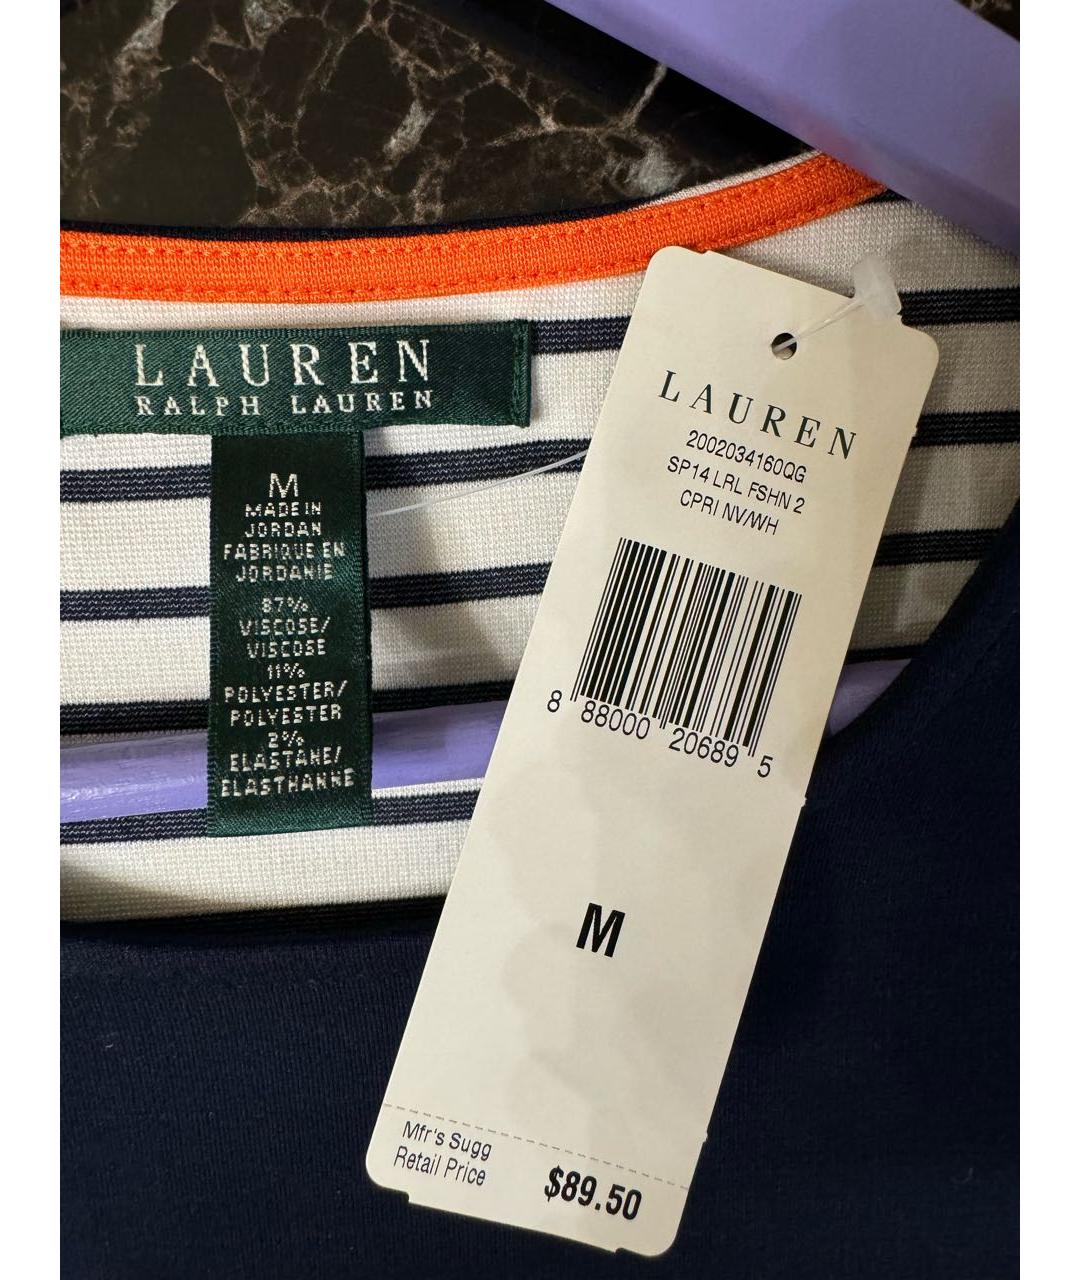 LAUREN
RALPH LAUREN
M
MADE IN
JORDAN
FABRIQUE EN
JORDANIE
87%
VISCOSE/
VISCOSE
11%
POLYESTER/
POLYESTER
2%
ELASTANE/
ELASTHANNE
LAUREN
2002034160QG
SP14 LRL FSHN 2
CPRI NV/WH
8 88000 20689 5
M
Mfr's Sugg
Retail Price $89.50